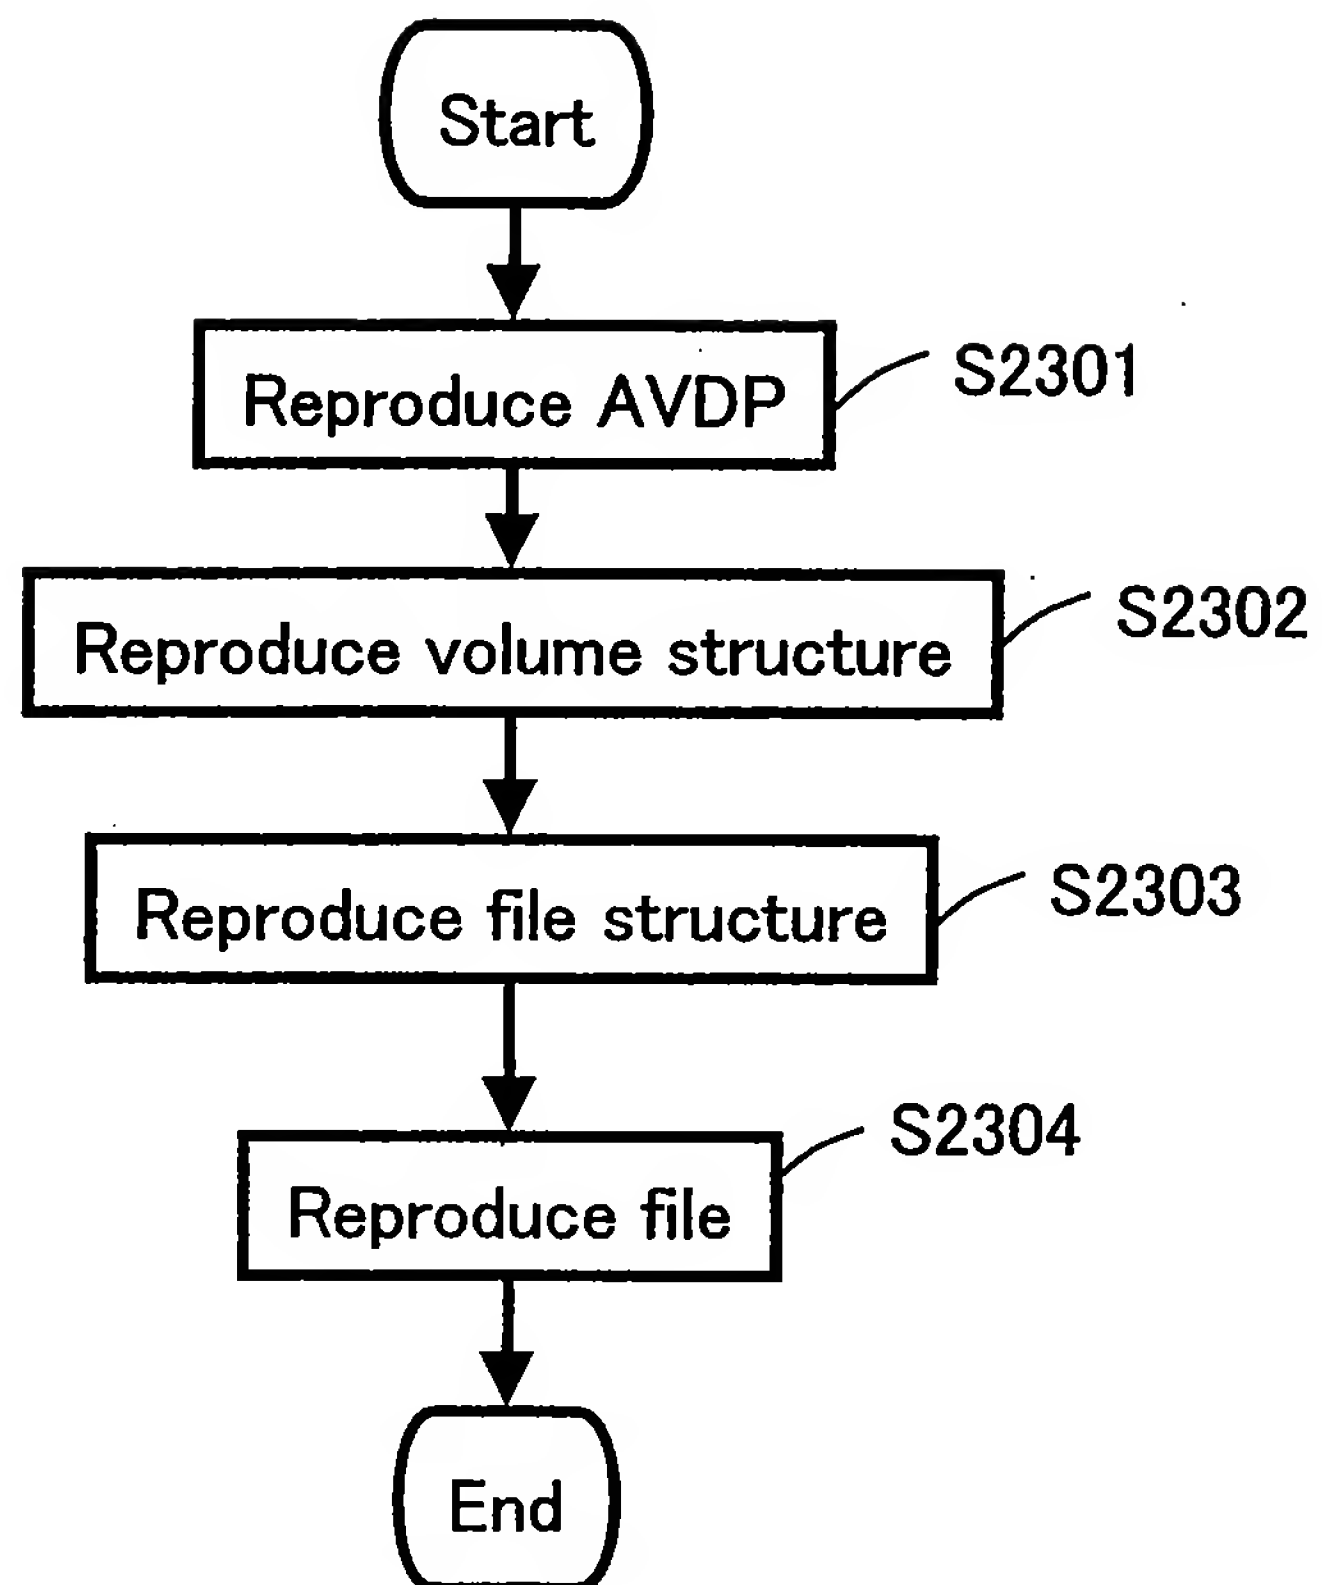 Start
Reproduce AVDP
S2301
Reproduce volume structure
S2302
Reproduce file structure
S2303
Reproduce file
S2304
End